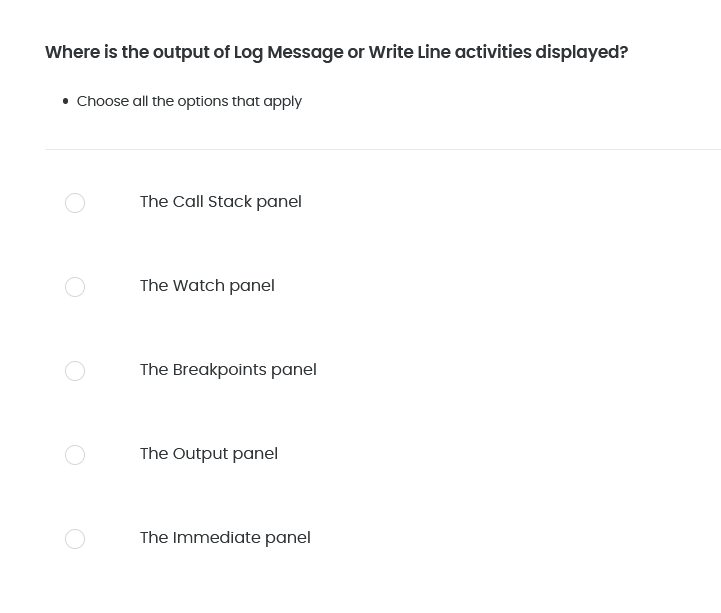 Where is the output of Log Message or Write Line activities displayed?
• Choose all the options that apply
The Call Stack panel
The Watch panel
The Breakpoints panel
The Output panel
The Immediate panel